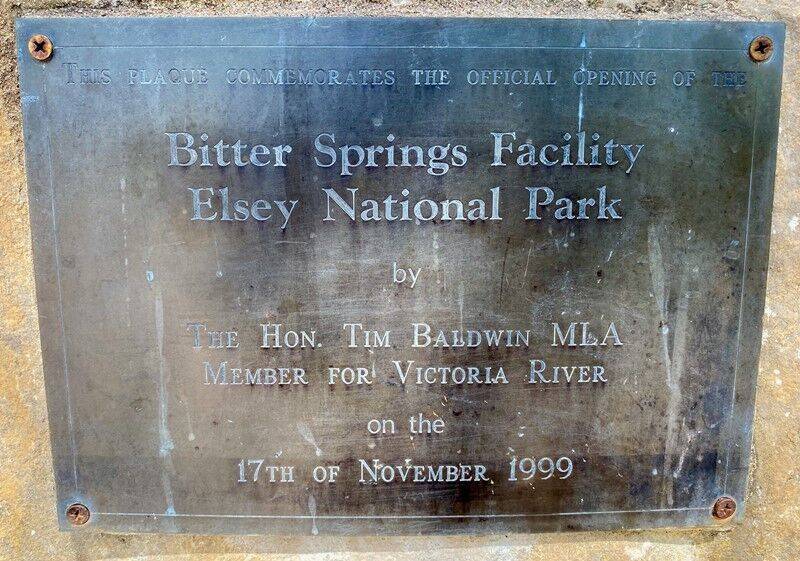 This plaque commemorates the official opening of the
Bitter Springs Facility
Elsey National Park
by
The Hon. Tim Baldwin MLA
Member for Victoria River
on the
17th of November 1999